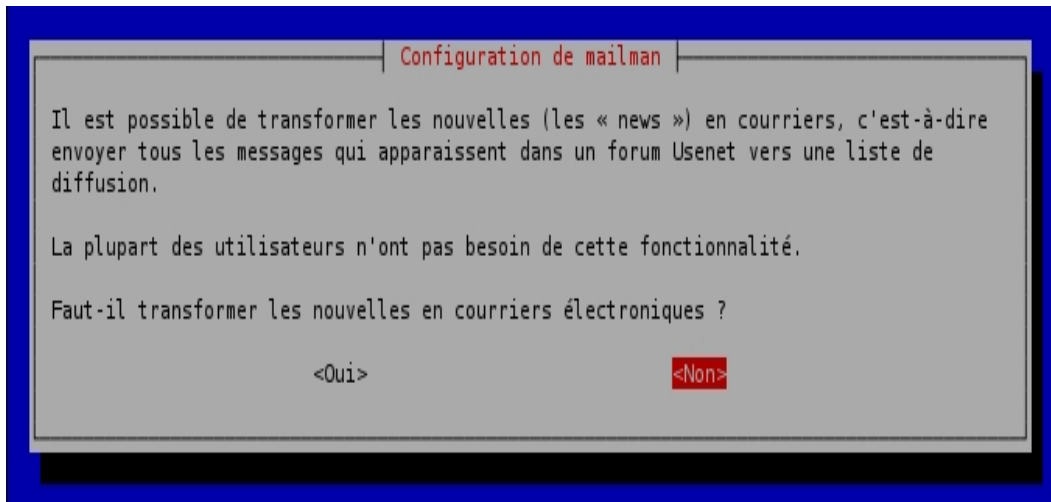 Configuration de mailman
Il est possible de transformer les nouvelles (les « news ») en courriers, c'est-à-dire
envoyer tous les messages qui apparaissent dans un forum Usenet vers une liste de
diffusion.
La plupart des utilisateurs n'ont pas besoin de cette fonctionnalité.
Faut-il transformer les nouvelles en courriers électroniques ?
<Oui> <Non>